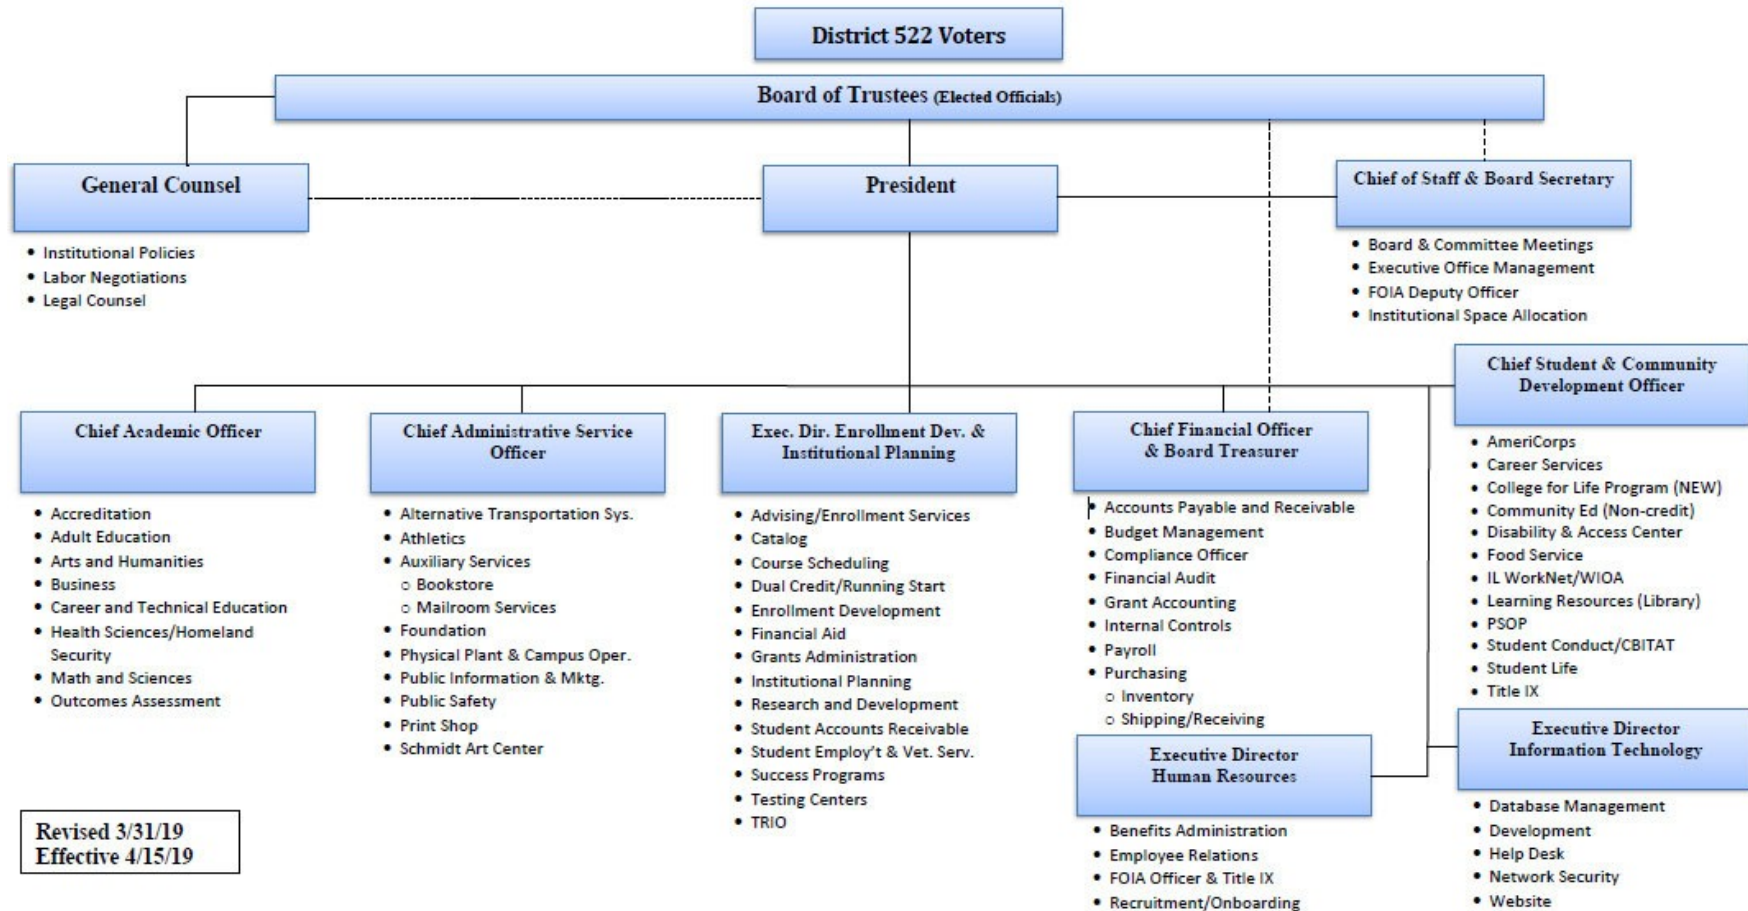 District 522 Voters
Board of Trustees (Elected Officials)
General Counsel
• Institutional Policies
• Labor Negotiations
• Legal Counsel
President
Chief of Staff & Board Secretary
• Board & Committee Meetings
• Executive Office Management
• FOIA Deputy Officer
• Institutional Space Allocation
Chief Academic Officer
• Accreditation
• Adult Education
• Arts and Humanities
• Business
• Career and Technical Education
• Health Sciences/Homeland
Security
• Math and Sciences
• Outcomes Assessment
Chief Administrative Service
Officer
• Alternative Transportation Sys.
• Athletics
• Auxiliary Services
o Bookstore
o Mailroom Services
• Foundation
• Physical Plant & Campus Oper.
• Public Information & Mktg.
• Public Safety
• Print Shop
• Schmidt Art Center
Exec. Dir. Enrollment Dev. &
Institutional Planning
• Advising/Enrollment Services
• Catalog
• Course Scheduling
• Dual Credit/Running Start
• Enrollment Development
• Financial Aid
• Grants Administration
• Institutional Planning
• Research and Development
• Student Accounts Receivable
• Student Employ't & Vet. Serv.
• Success Programs
• Testing Centers
• TRIO
Chief Financial Officer
& Board Treasurer
• Accounts Payable and Receivable
• Budget Management
• Compliance Officer
• Financial Audit
• Grant Accounting
• Internal Controls
• Payroll
• Purchasing
o Inventory
o Shipping/Receiving
Executive Director
Human Resources
• Benefits Administration
• Employee Relations
• FOIA Officer & Title IX
• Recruitment/Onboarding
Chief Student & Community
Development Officer
• AmeriCorps
• Career Services
• College for Life Program (NEW)
• Community Ed (Non-credit)
• Disability & Access Center
• Food Service
• IL WorkNet/WIOA
• Learning Resources (Library)
• PSOP
• Student Conduct/CBITAT
• Student Life
• Title IX
Executive Director
Information Technology
• Database Management
• Development
• Help Desk
• Network Security
• Website
Revised 3/31/19
Effective 4/15/19